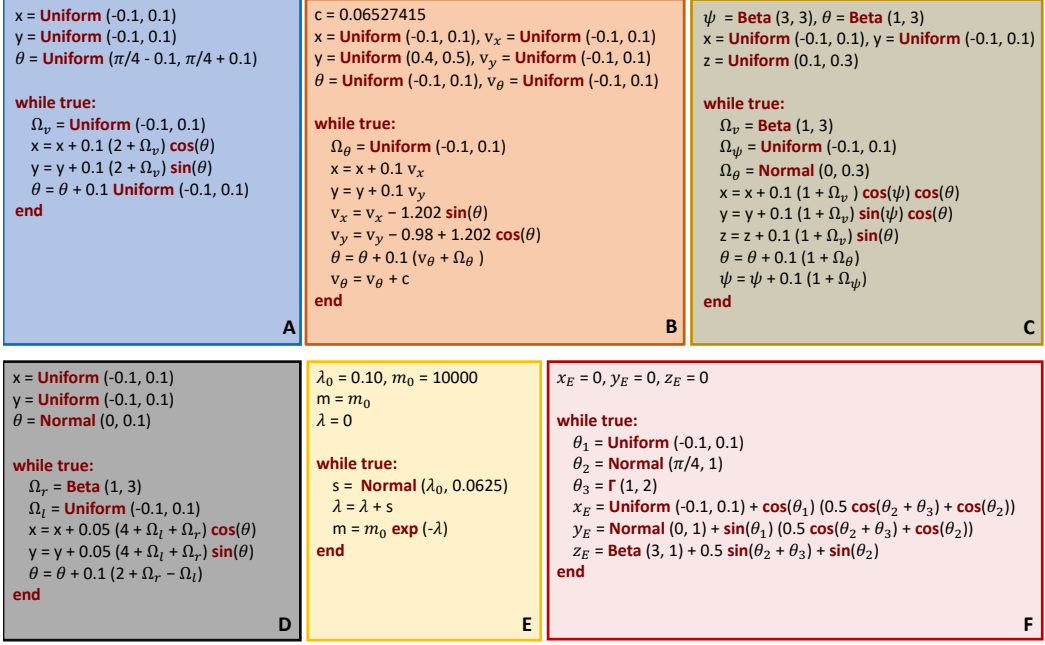 x = Uniform (-0.1, 0.1)
y = Uniform (-0.1, 0.1)
θ = Uniform (π/4 - 0.1, π/4 + 0.1)
while true:
Ω_v = Uniform (-0.1, 0.1)
x = x + 0.1 (2 + Ω_v) cos(θ)
y = y + 0.1 (2 + Ω_v) sin(θ)
θ = θ + 0.1 Uniform (-0.1, 0.1)
end
A
c = 0.06527415
x = Uniform (-0.1, 0.1), v_x = Uniform (-0.1, 0.1)
y = Uniform (0.4, 0.5), v_y = Uniform (-0.1, 0.1)
θ = Uniform (-0.1, 0.1), v_θ = Uniform (-0.1, 0.1)
while true:
Ω_θ = Uniform (-0.1, 0.1)
x = x + 0.1 v_x
y = y + 0.1 v_y
v_x = v_x − 1.202 sin(θ)
v_y = v_y − 0.98 + 1.202 cos(θ)
θ = θ + 0.1 (v_θ + Ω_θ )
v_θ = v_θ + c
end
B
ψ = Beta (3, 3), θ = Beta (1, 3)
x = Uniform (-0.1, 0.1), y = Uniform (-0.1, 0.1)
z = Uniform (0.1, 0.3)
while true:
Ω_v = Beta (1, 3)
Ω_ψ = Uniform (-0.1, 0.1)
Ω_θ = Normal (0, 0.3)
x = x + 0.1 (1 + Ω_v ) cos(ψ) cos(θ)
y = y + 0.1 (1 + Ω_v) sin(ψ) cos(θ)
z = z + 0.1 (1 + Ω_v) sin(θ)
θ = θ + 0.1 (1 + Ω_θ)
ψ = ψ + 0.1 (1 + Ω_ψ)
end
C
x = Uniform (-0.1, 0.1)
y = Uniform (-0.1, 0.1)
θ = Normal (0, 0.1)
while true:
Ω_r = Beta (1, 3)
Ω_l = Uniform (-0.1, 0.1)
x = x + 0.05 (4 + Ω_l + Ω_r) cos(θ)
y = y + 0.05 (4 + Ω_l + Ω_r) sin(θ)
θ = θ + 0.1 (2 + Ω_r − Ω_l)
end
D
λ_0 = 0.10, m_0 = 10000
m = m_0
λ = 0
while true:
s = Normal (λ_0, 0.0625)
λ = λ + s
m = m_0 exp (-λ)
end
E
x_E = 0, y_E = 0, z_E = 0
while true:
θ_1 = Uniform (-0.1, 0.1)
θ_2 = Normal (π/4, 1)
θ_3 = Γ (1, 2)
x_E = Uniform (-0.1, 0.1) + cos(θ_1) (0.5 cos(θ_2 + θ_3) + cos(θ_2))
y_E = Normal (0, 1) + sin(θ_1) (0.5 cos(θ_2 + θ_3) + cos(θ_2))
z_E = Beta (3, 1) + 0.5 sin(θ_2 + θ_3) + sin(θ_2)
end
F